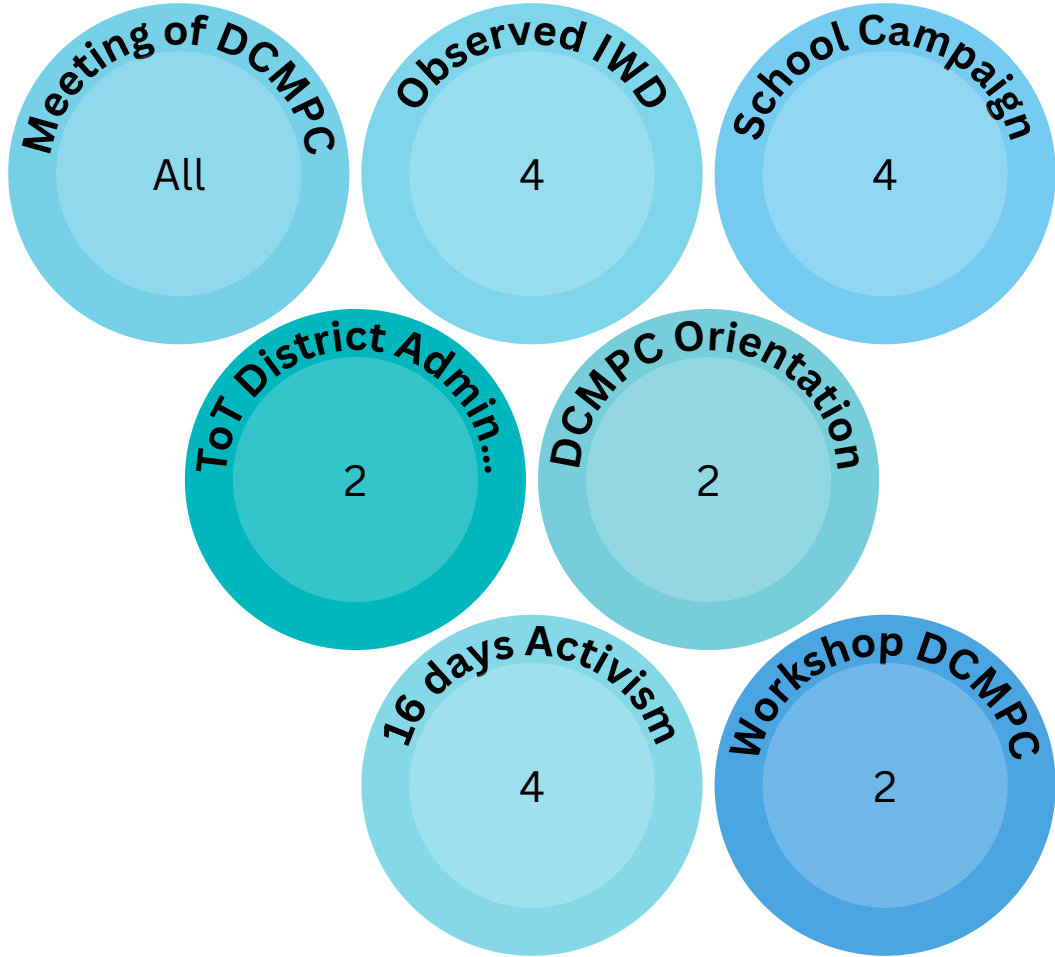 Meeting of DCMPC
All
Observed IWD
4
School Campaign
4
ToT District Admin...
2
DCMPC Orientation
2
16 days Activism
4
Workshop DCMPC
2